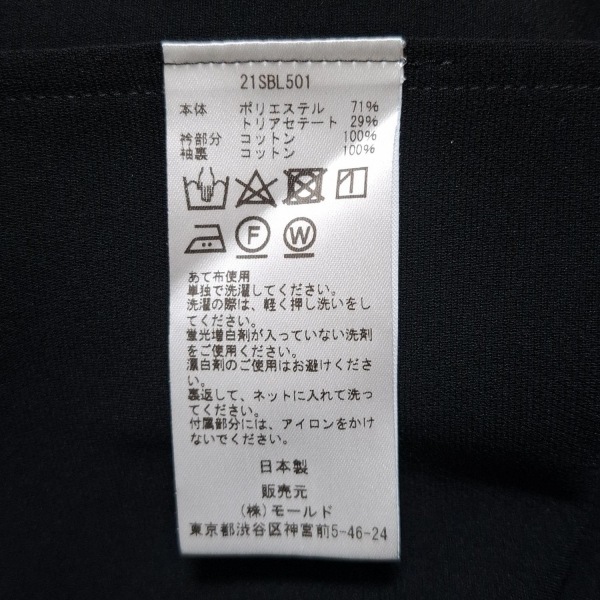 21SBL501
本体 ポリエステル 71%
トリアセテート 29%
衿部分 コットン 100%
袖裏 コットン 100%
F W
あて布使用
単独で洗濯してください。
洗濯の際は、軽く押し洗いをし
てください。
蛍光増白剤が入っていない洗剤
をご使用ください。
漂白剤のご使用はお避けくださ
い。
裏返して、ネットに入れて洗っ
てください。
付属部分には、アイロンをかけ
ないでください。
日本製
販売元
(株)モールド
東京都渋谷区神宮前5-46-24